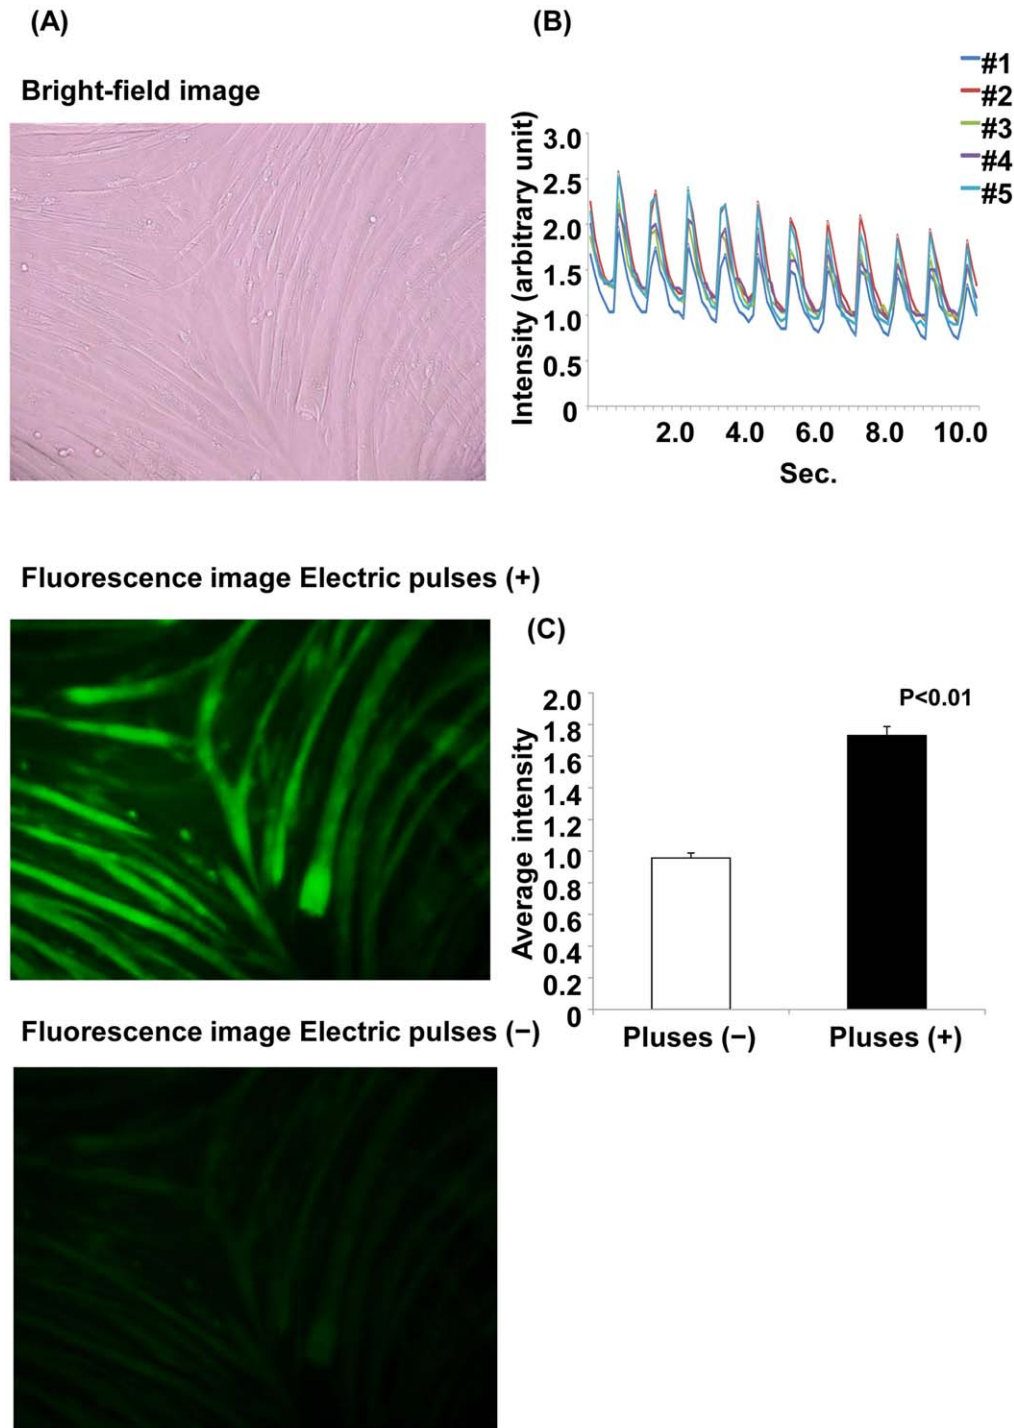 (A)
Bright-field image
(B)
#1
#2
#3
#4
#5
Intensity (arbitrary unit)
3.0
2.5
2.0
1.5
1.0
0.5
0
2.0 4.0 6.0 8.0 10.0
Sec.
Fluorescence image Electric pulses (+)
(C)
P<0.01
Average intensity
2.0
1.8
1.6
1.4
1.2
1.0
0.8
0.6
0.4
0.2
0
Pluses (−) Pluses (+)
Fluorescence image Electric pulses (−)